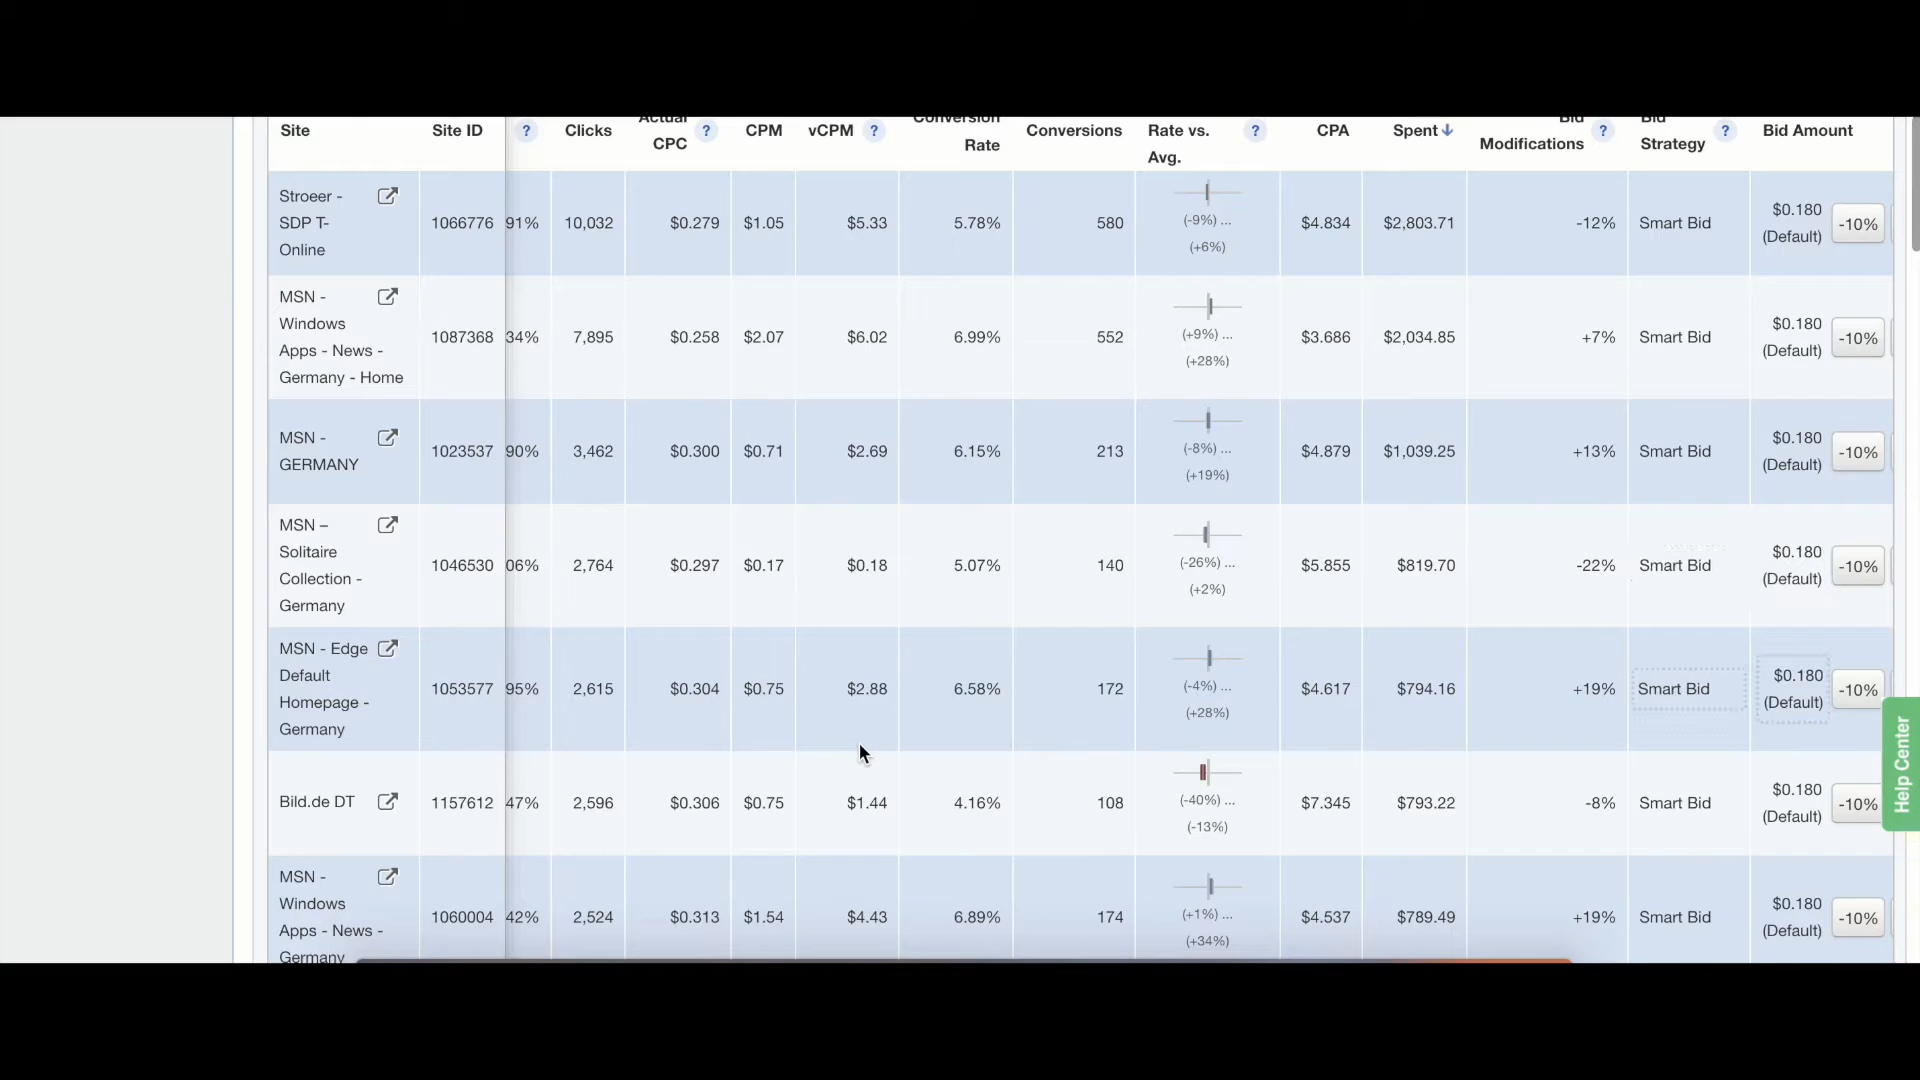 Site
Site ID
?
Clicks
Actual
CPC
?
CPM
vCPM ?
Conversion
Rate
Conversions
Rate vs.
Avg.
?
CPA
Spent
Bid
Modifications
?
Bid
Strategy
?
Bid Amount
Stroeer -
SDP T-
Online
1066776 91% 10,032 $0.279 $1.05 $5.33 5.78% 580
(-9%) ...
(+6%)
$4.834 $2,803.71 -12% Smart Bid
$0.180
(Default)
-10%
MSN -
Windows
Apps - News -
Germany - Home
1087368 34% 7,895 $0.258 $2.07 $6.02 6.99% 552
(+9%) ...
(+28%)
$3.686 $2,034.85 +7% Smart Bid
$0.180
(Default)
-10%
MSN -
GERMANY
1023537 90% 3,462 $0.300 $0.71 $2.69 6.15% 213
(-8%) ...
(+19%)
$4.879 $1,039.25 +13% Smart Bid
$0.180
(Default)
-10%
MSN –
Solitaire
Collection -
Germany
1046530 06% 2,764 $0.297 $0.17 $0.18 5.07% 140
(-26%) ...
(+2%)
$5.855 $819.70 -22% Smart Bid
$0.180
(Default)
-10%
MSN - Edge
Default
Homepage -
Germany
1053577 95% 2,615 $0.304 $0.75 $2.88 6.58% 172
(-4%) ...
(+28%)
$4.617 $794.16 +19% Smart Bid
$0.180
(Default)
-10%
Bild.de DT
1157612 47% 2,596 $0.306 $0.75 $1.44 4.16% 108
(-40%) ...
(-13%)
$7.345 $793.22 -8% Smart Bid
$0.180
(Default)
-10%
MSN -
Windows
Apps - News -
Germany
1060004 42% 2,524 $0.313 $1.54 $4.43 6.89% 174
(+1%) ...
(+34%)
$4.537 $789.49 +19% Smart Bid
$0.180
(Default)
-10%
Help Center